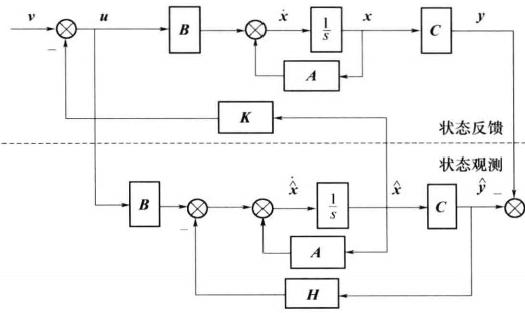 v − u B ẋ 1/s x C y
A
K
状态反馈
状态观测
B − x̂̇ 1/s x̂ C ŷ −
A
H